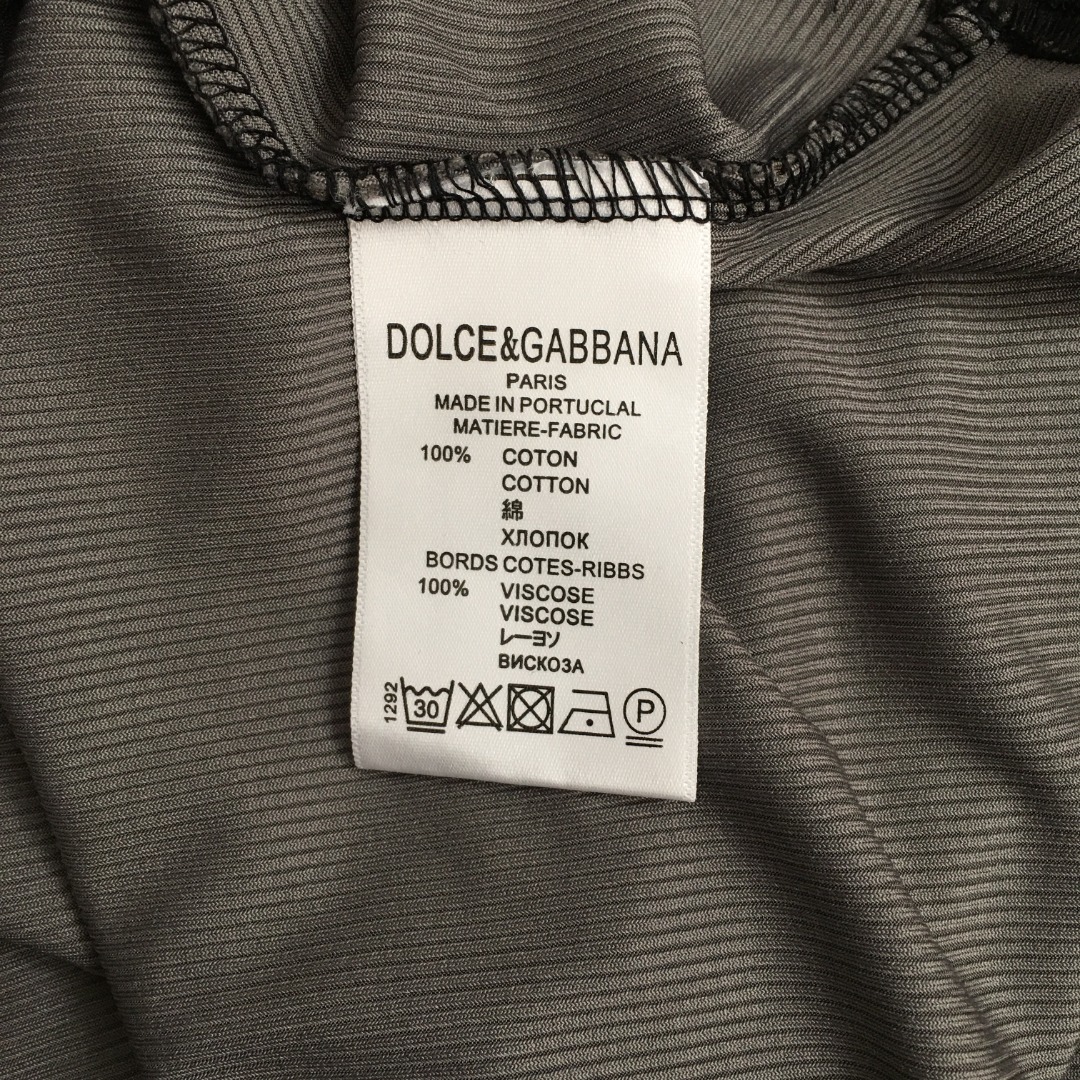 DOLCE&GABBANA
PARIS
MADE IN PORTUCLAL
MATIERE-FABRIC
100% COTON
COTTON
綿
ХЛОПОК
BORDS COTES-RIBBS
100% VISCOSE
VISCOSE
レーヨソ
ВИСКОЗА
1292
30
P